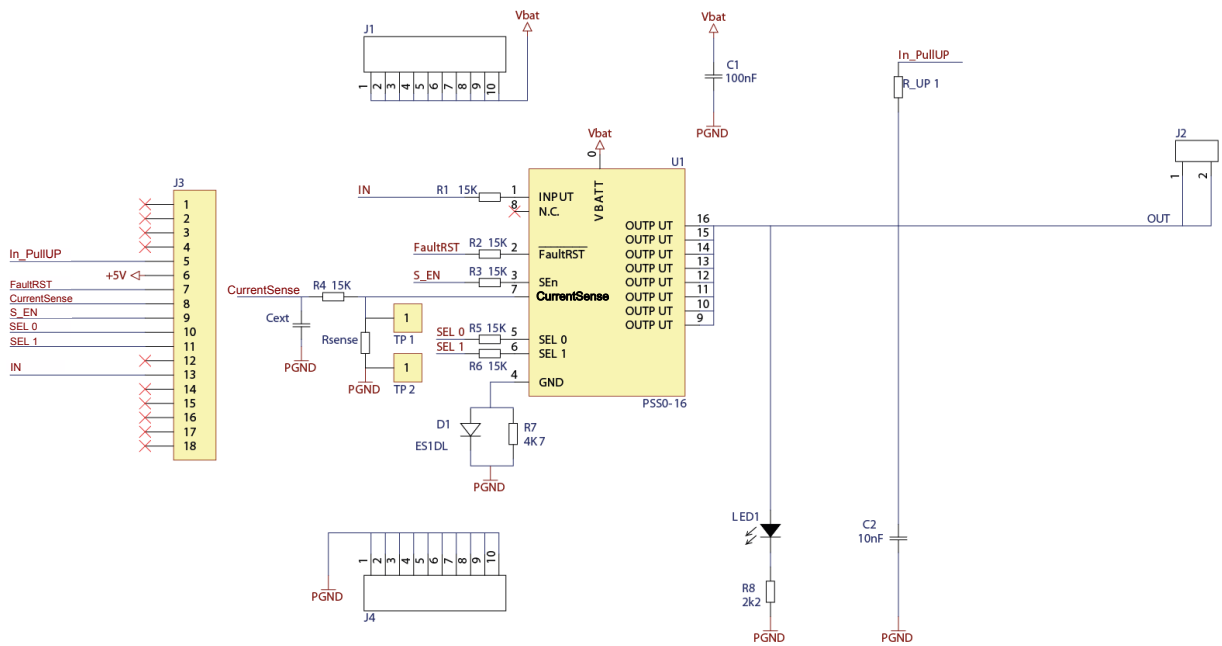 Vbat
J1
1 2 3 4 5 6 7 8 9 10
Vbat
C1
100nF
PGND
In_PullUP
R_UP 1
J2
1 2
OUT
Vbat
0
U1
VBATT
IN
R1 15K
1
INPUT
8
N.C.
FaultRST
R2 15K
2
FaultRST
S_EN
R3 15K
3
SEn
7
CurrentSense
SEL 0
R5 15K
5
SEL 0
SEL 1
6
SEL 1
R6 15K
4
GND
OUTP UT 16
OUTP UT 15
OUTP UT 14
OUTP UT 13
OUTP UT 12
OUTP UT 11
OUTP UT 10
OUTP UT 9
PSS0-16
J3
1
2
3
4
In_PullUP 5
+5V 6
FaultRST 7
CurrentSense 8
S_EN 9
SEL 0 10
SEL 1 11
12
IN 13
14
15
16
17
18
CurrentSense
R4 15K
Cext
PGND
Rsense
PGND
1
TP 1
1
TP 2
D1
ES1DL
R7
4K 7
PGND
LED1
R8
2k2
PGND
C2
10nF
PGND
1 2 3 4 5 6 7 8 9 10
PGND
J4